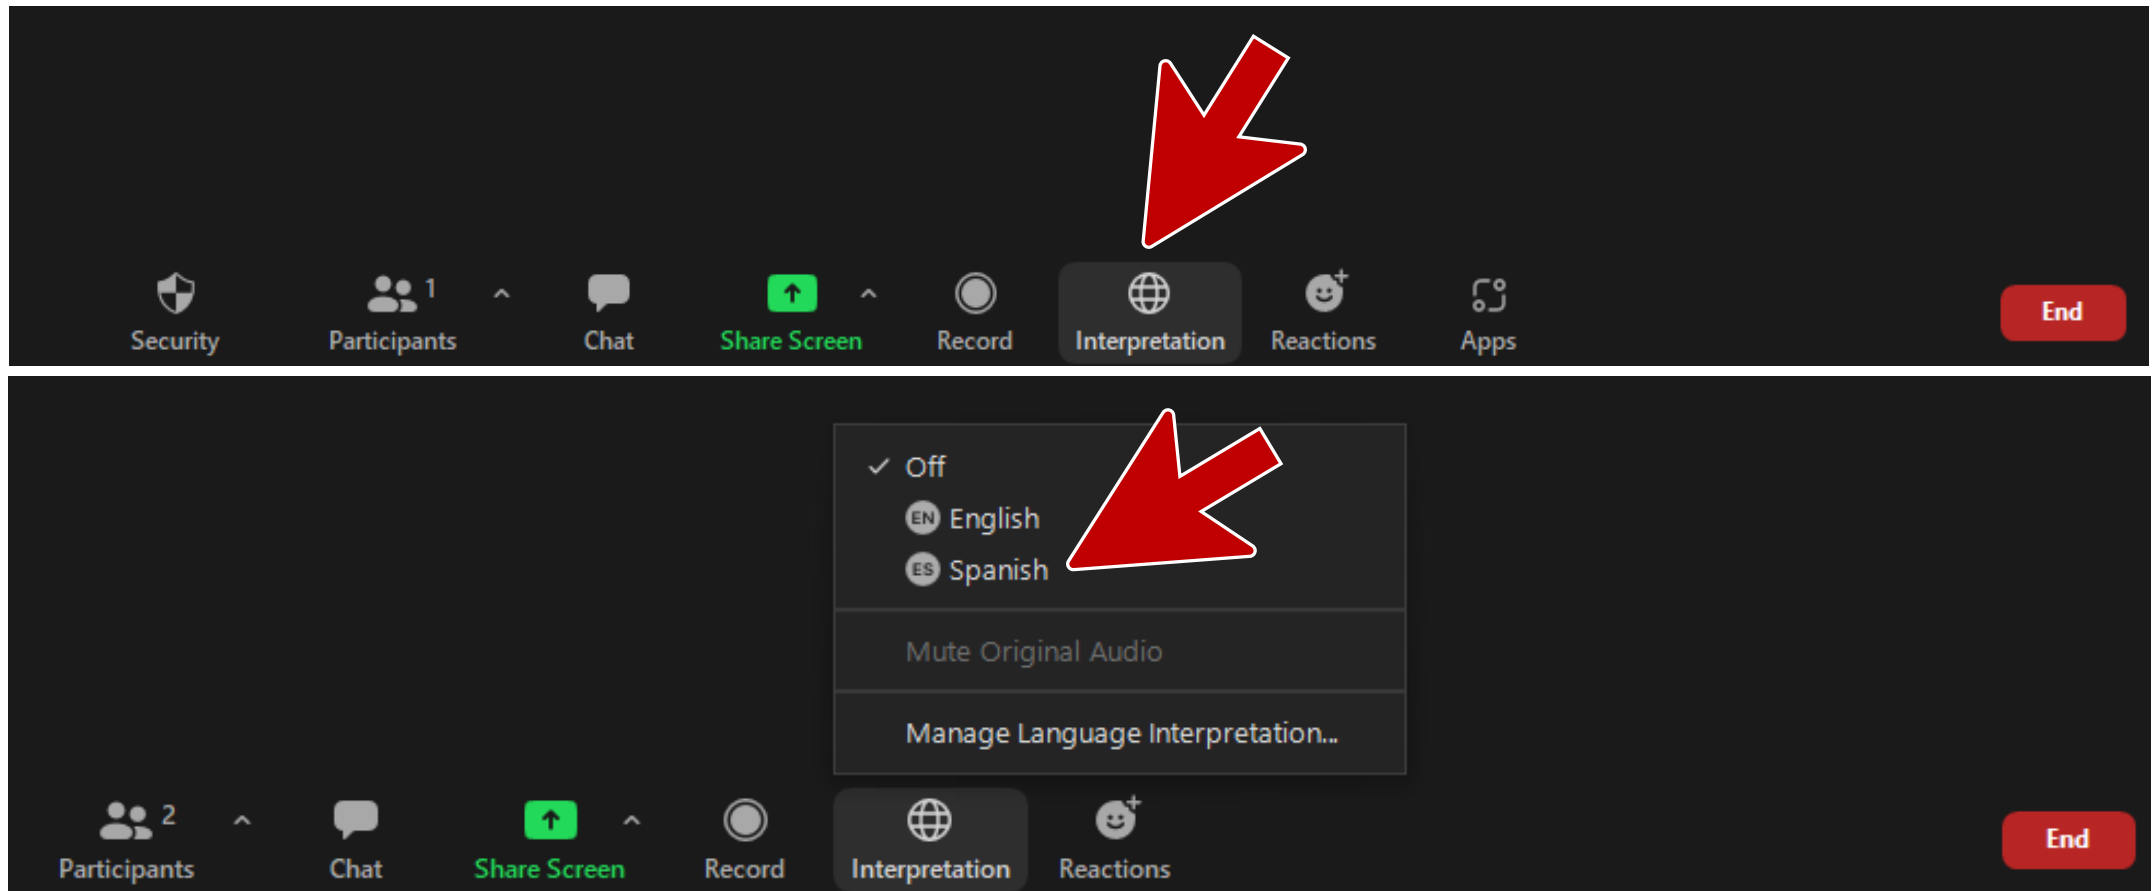 1
Security
Participants
Chat
Share Screen
Record
Interpretation
Reactions
Apps
End
Off
EN English
ES Spanish
Mute Original Audio
Manage Language Interpretation...
2
Participants
Chat
Share Screen
Record
Interpretation
Reactions
End